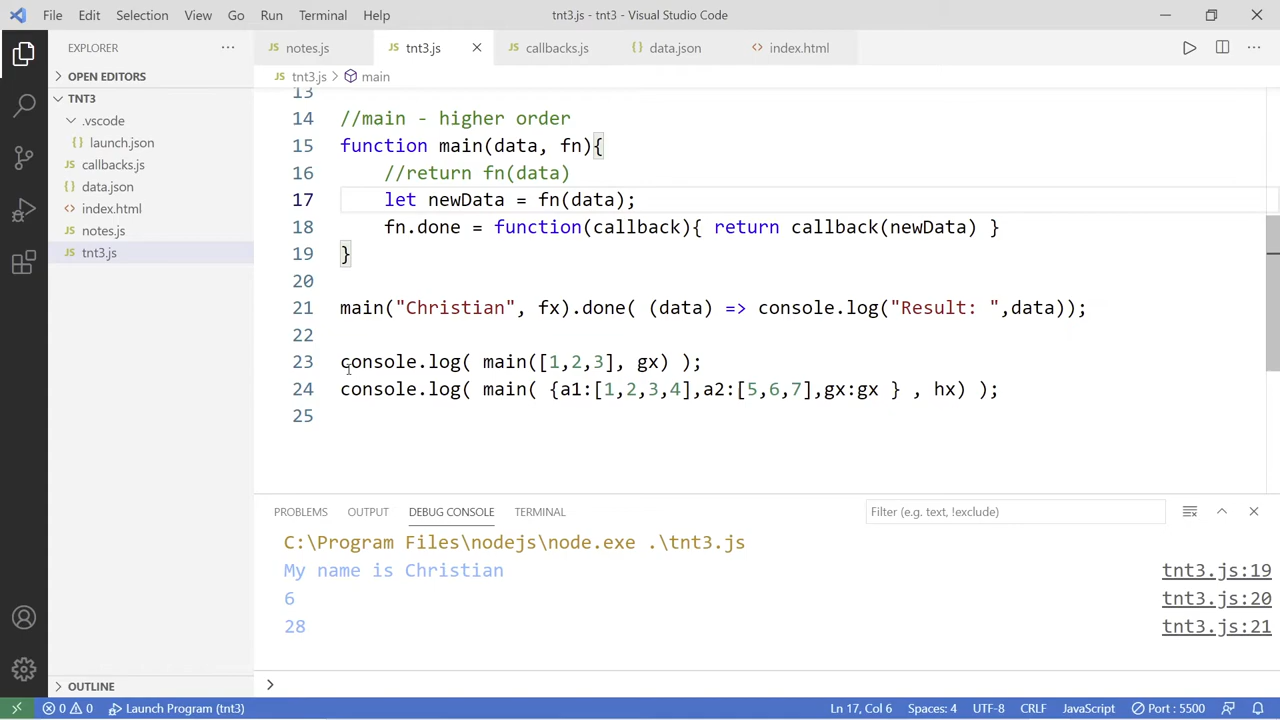 File Edit Selection View Go Run Terminal Help tnt3.js - tnt3 - Visual Studio Code
EXPLORER
OPEN EDITORS
TNT3
.vscode
launch.json
JS callbacks.js
{} data.json
<> index.html
JS notes.js
JS tnt3.js
OUTLINE
JS notes.js JS tnt3.js JS callbacks.js {} data.json <> index.html
JS tnt3.js > main
13
14 //main - higher order
15 function main(data, fn){
16 //return fn(data)
17 let newData = fn(data);
18 fn.done = function(callback){ return callback(newData) }
19 }
20
21 main("Christian", fx).done( (data) => console.log("Result: ",data));
22
23 console.log( main([1,2,3], gx) );
24 console.log( main( {a1:[1,2,3,4],a2:[5,6,7],gx:gx } , hx) );
25
PROBLEMS OUTPUT DEBUG CONSOLE TERMINAL Filter (e.g. text, !exclude)
C:\Program Files\nodejs\node.exe .\tnt3.js
My name is Christian tnt3.js:19
6 tnt3.js:20
28 tnt3.js:21
>
0 0 Launch Program (tnt3) Ln 17, Col 6 Spaces: 4 UTF-8 CRLF JavaScript Port : 5500